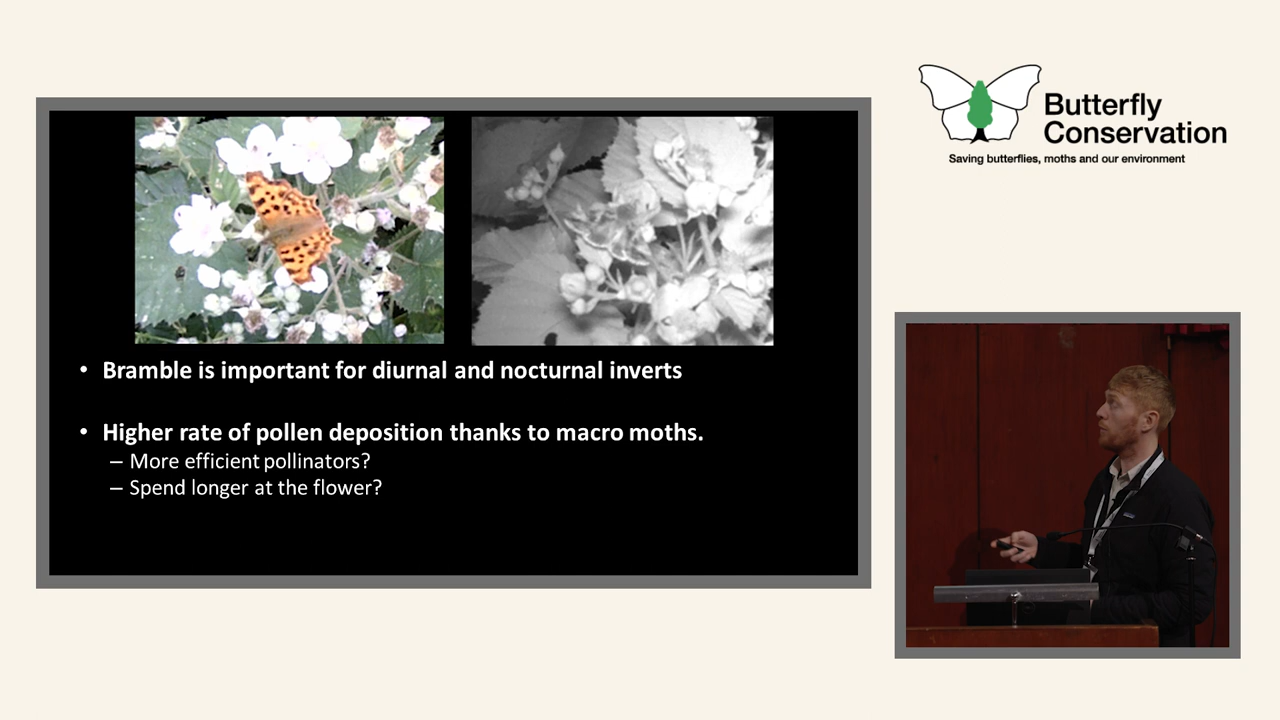 Butterfly
Conservation
Saving butterflies, moths and our environment
• Bramble is important for diurnal and nocturnal inverts
• Higher rate of pollen deposition thanks to macro moths.
– More efficient pollinators?
– Spend longer at the flower?